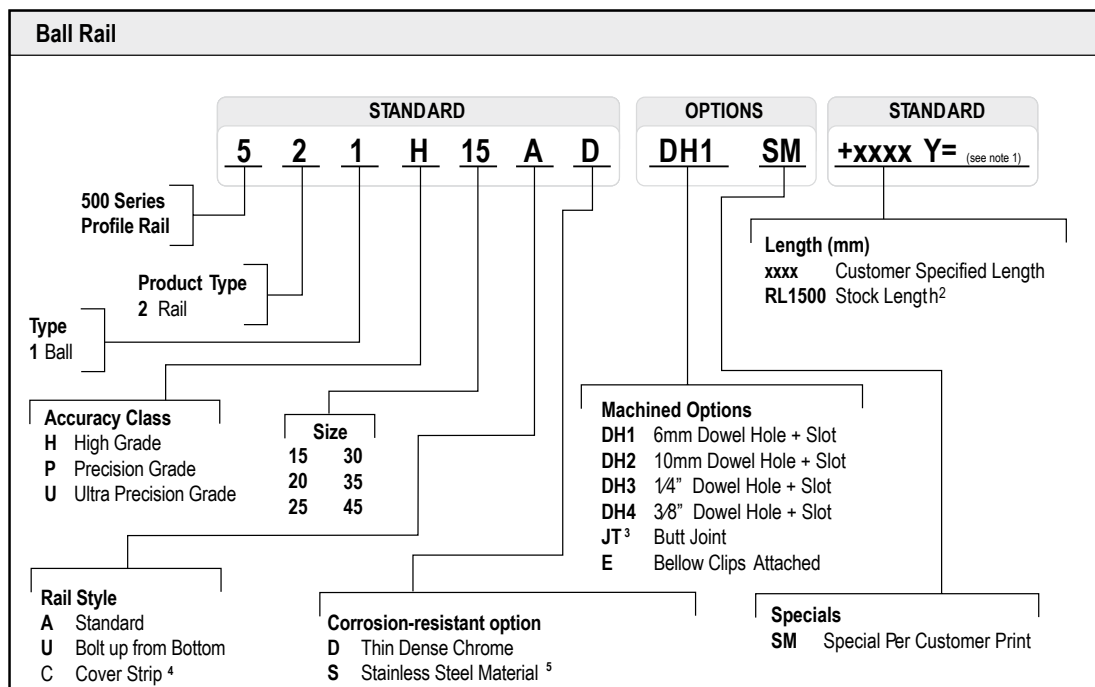 Ball Rail
STANDARD
OPTIONS
STANDARD
5 2 1 H 15 A D DH1 SM +xxxx Y= (see note 1)
500 Series
Profile Rail
Product Type
2 Rail
Type
1 Ball
Length (mm)
xxxx Customer Specified Length
RL1500 Stock Length²
Accuracy Class
H High Grade
P Precision Grade
U Ultra Precision Grade
Size
15 30
20 35
25 45
Machined Options
DH1 6mm Dowel Hole + Slot
DH2 10mm Dowel Hole + Slot
DH3 1⁄4” Dowel Hole + Slot
DH4 3⁄8” Dowel Hole + Slot
JT ³ Butt Joint
E Bellow Clips Attached
Rail Style
A Standard
U Bolt up from Bottom
C Cover Strip ⁴
Corrosion-resistant option
D Thin Dense Chrome
S Stainless Steel Material ⁵
Specials
SM Special Per Customer Print